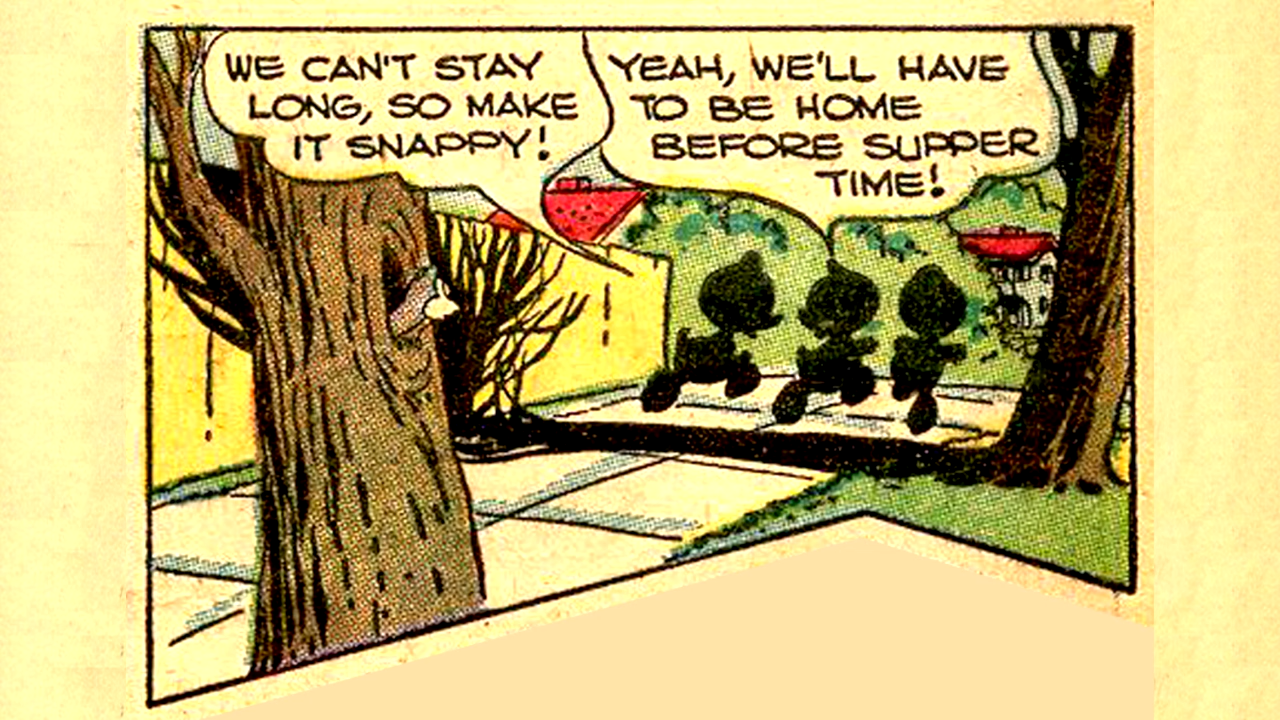 WE CAN'T STAY
LONG, SO MAKE
IT SNAPPY!
YEAH, WE'LL HAVE
TO BE HOME
BEFORE SUPPER
TIME!